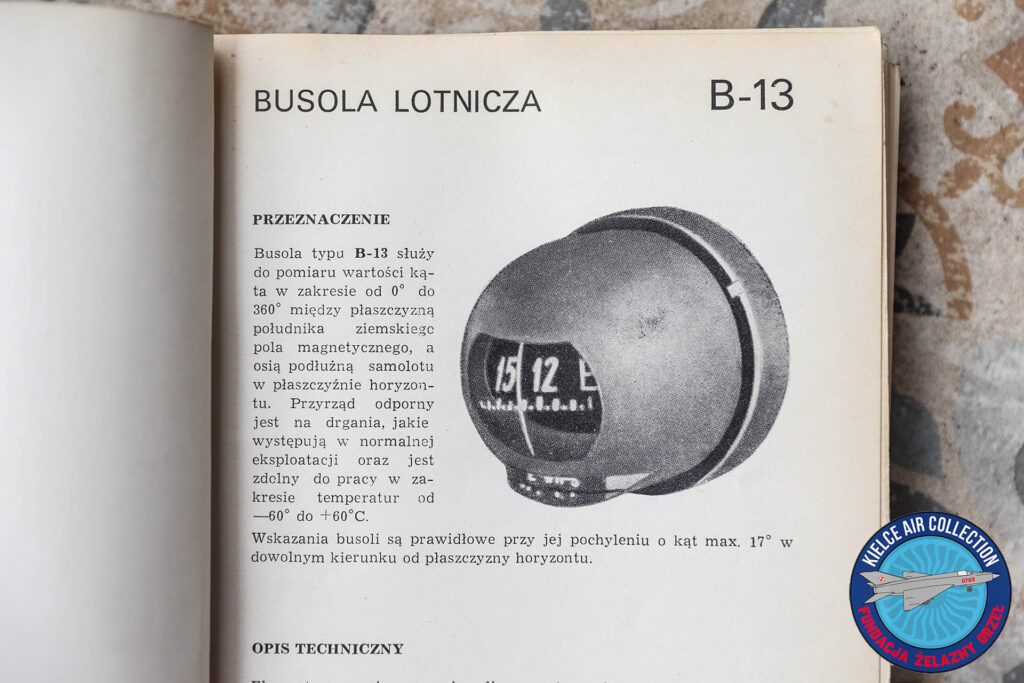 BUSOLA LOTNICZA
B-13
PRZEZNACZENIE
Busola typu B-13 służy
do pomiaru wartości ką-
ta w zakresie od 0° do
360° między płaszczyzną
południka ziemskiego
pola magnetycznego, a
osią podłużną samolotu
w płaszczyźnie horyzon-
tu. Przyrząd odporny
jest na drgania, jakie
występują w normalnej
eksploatacji oraz jest
zdolny do pracy w za-
kresie temperatur od
—60° do +60°C.
Wskazania busoli są prawidłowe przy jej pochyleniu o kąt max. 17° w
dowolnym kierunku od płaszczyzny horyzontu.
15 12 E
OPIS TECHNICZNY
KIELCE AIR COLLECTION
FUNDACJA ŻELAZNY ORZEŁ